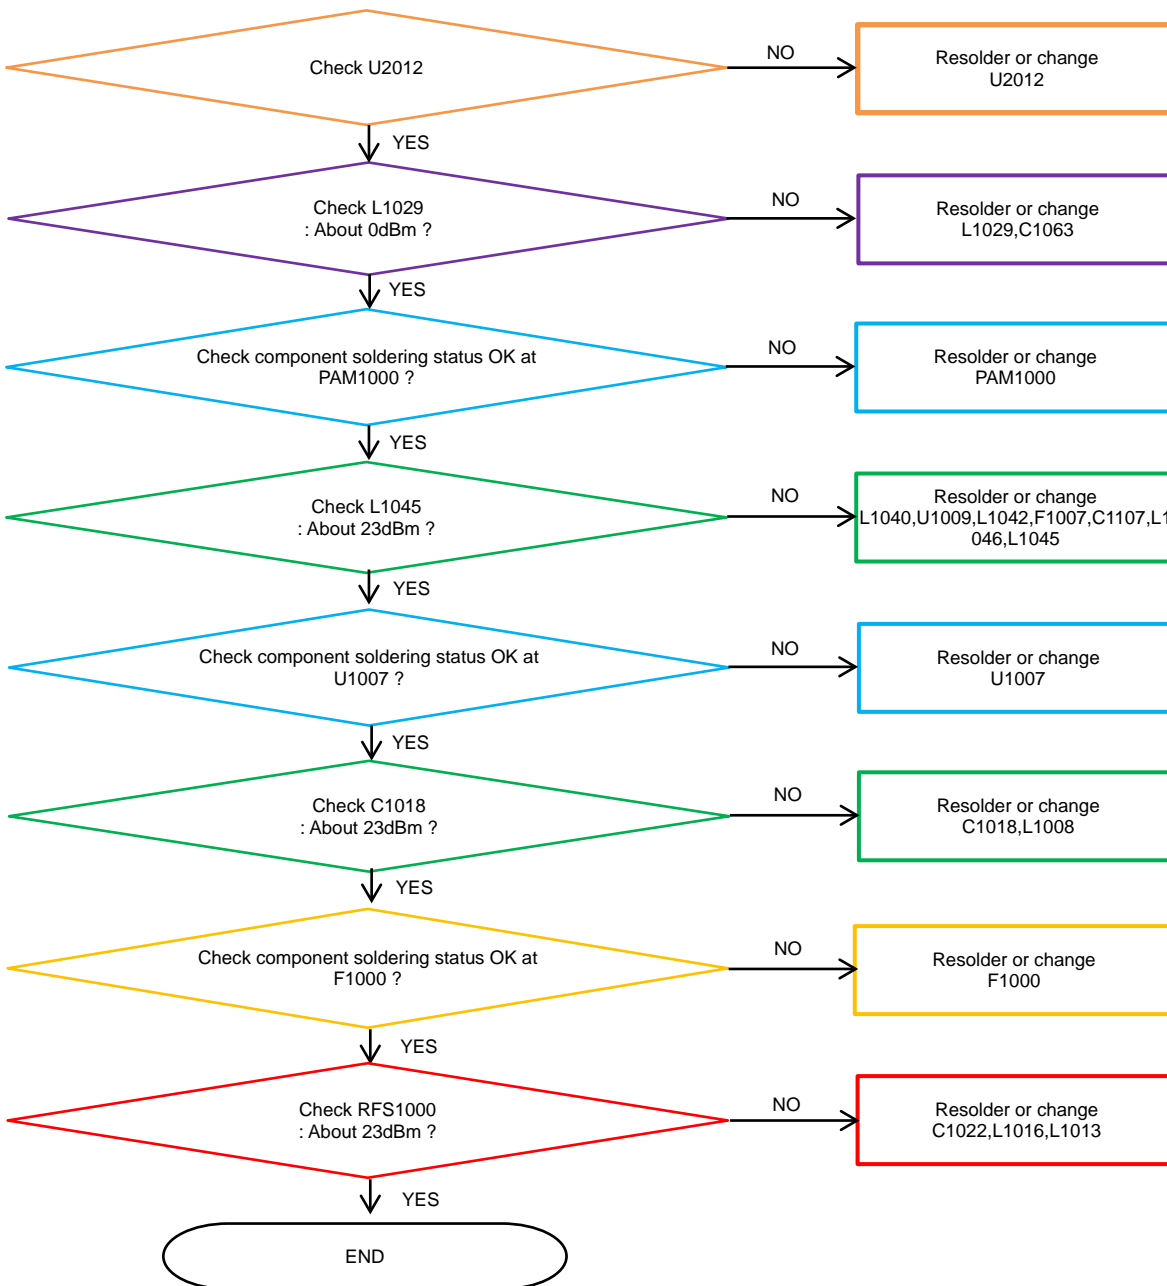 Check U2012
NO
Resolder or change
U2012
YES
Check L1029
: About 0dBm ?
NO
Resolder or change
L1029,C1063
YES
Check component soldering status OK at
PAM1000 ?
NO
Resolder or change
PAM1000
YES
Check L1045
: About 23dBm ?
NO
Resolder or change
L1040,U1009,L1042,F1007,C1107,L1
046,L1045
YES
Check component soldering status OK at
U1007 ?
NO
Resolder or change
U1007
YES
Check C1018
: About 23dBm ?
NO
Resolder or change
C1018,L1008
YES
Check component soldering status OK at
F1000 ?
NO
Resolder or change
F1000
YES
Check RFS1000
: About 23dBm ?
NO
Resolder or change
C1022,L1016,L1013
YES
END